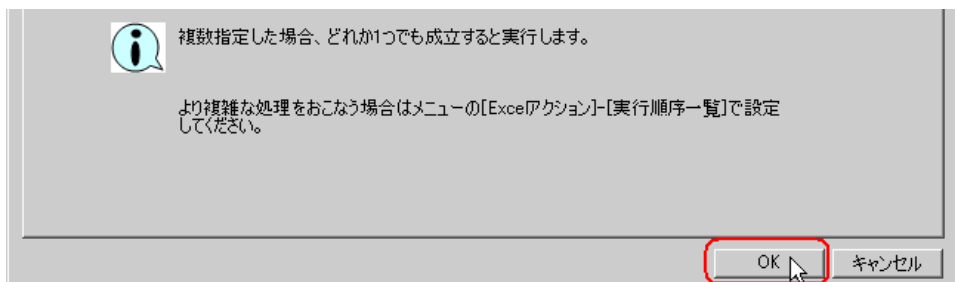 複数指定した場合、どれか1つでも成立すると実行します。
より複雑な処理をおこなう場合はメニューの[Excelアクション]-[実行順序一覧]で設定
してください。
OK キャンセル